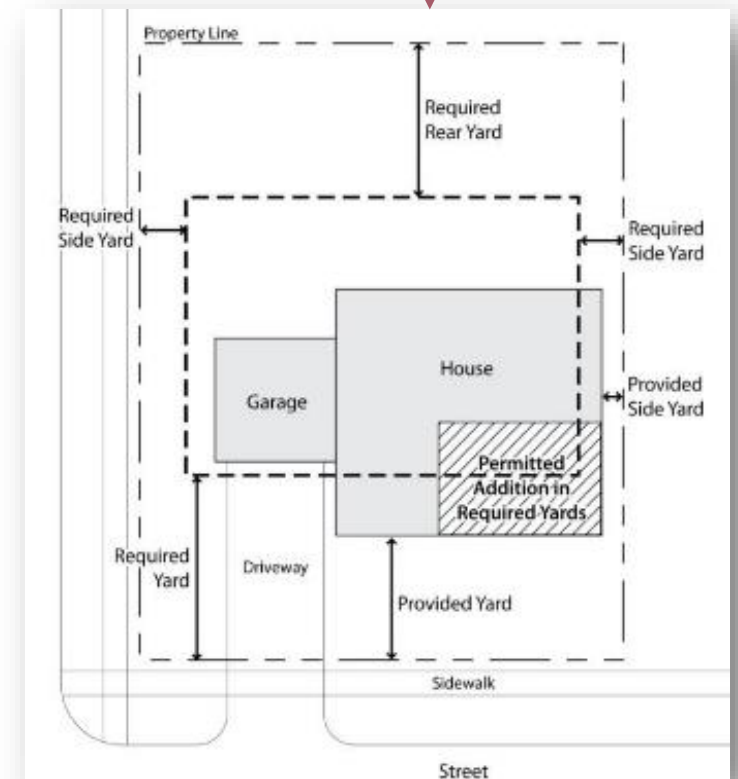 Property Line
Required
Rear Yard
Required
Side Yard
Required
Side Yard
House
Garage
Provided
Side Yard
Permitted
Addition in
Required Yards
Required
Yard
Driveway
Provided Yard
Sidewalk
Street